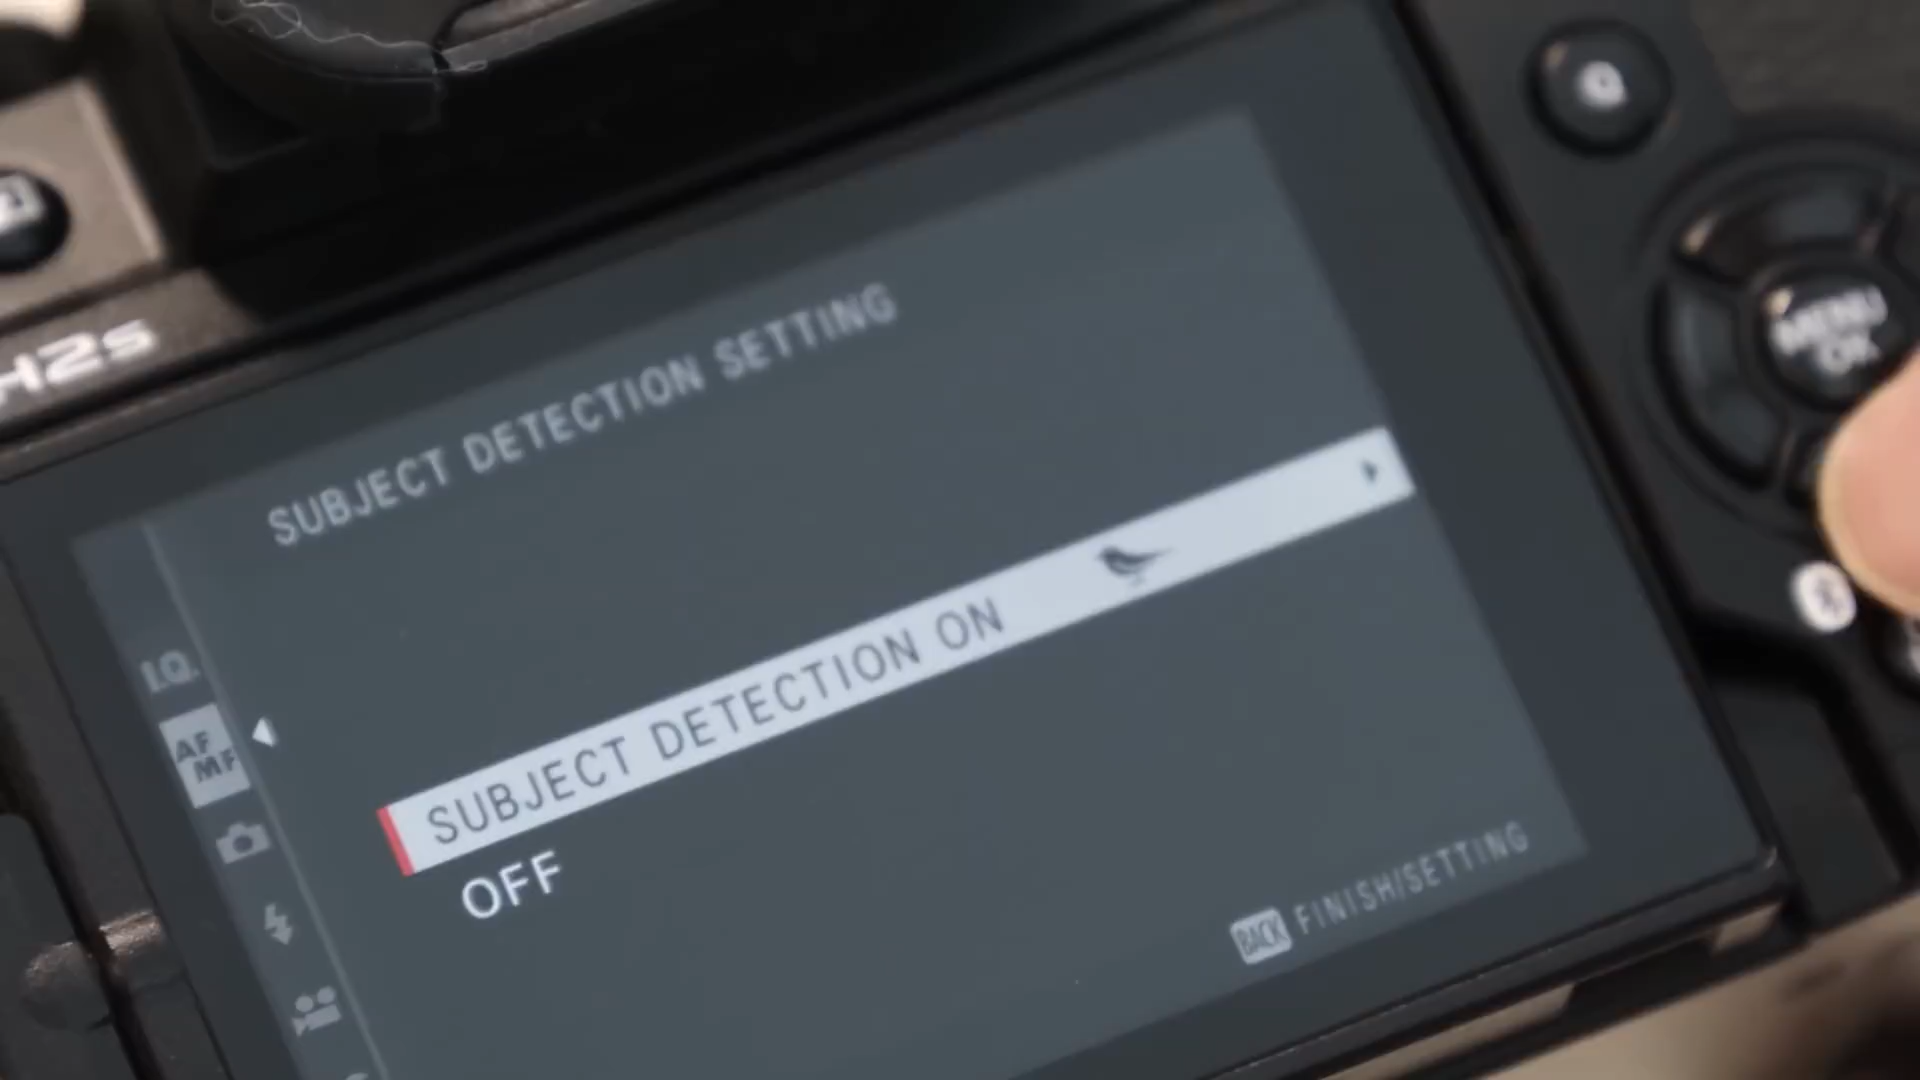 H2s
SUBJECT DETECTION SETTING
I.Q.
AF
MF
SUBJECT DETECTION ON
OFF
BACK FINISH/SETTING
MENU
OK
Q